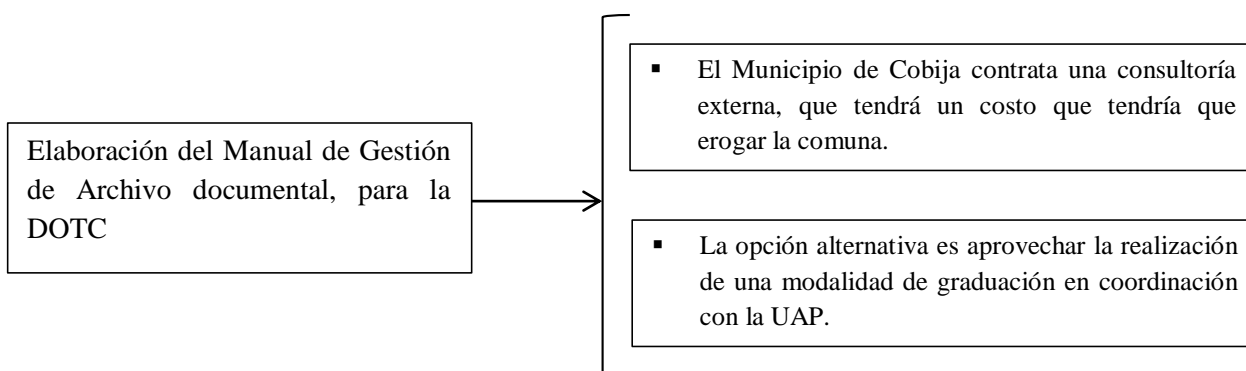 Elaboración del Manual de Gestión
de Archivo documental, para la
DOTC
▪ El Municipio de Cobija contrata una consultoría
externa, que tendrá un costo que tendría que
erogar la comuna.
▪ La opción alternativa es aprovechar la realización
de una modalidad de graduación en coordinación
con la UAP.